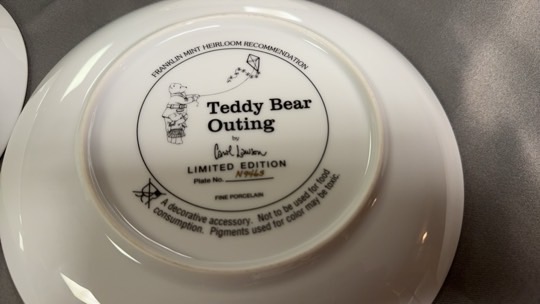 FRANKLIN MINT HEIRLOOM RECOMMENDATION
Teddy Bear
Outing
by
Carol Lawson
LIMITED EDITION
Plate No.
FINE PORCELAIN
A decorative accessory. Not to be used for food
consumption. Pigments used for color may be toxic.